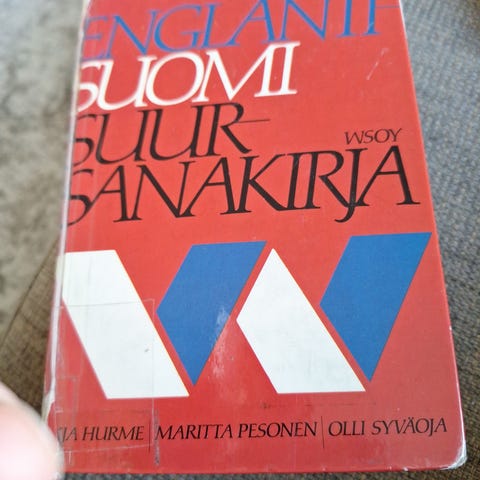 ENGLANTI-
SUOMI
SUUR-
WSOY
SANAKIRJA
HURME | MARITTA PESONEN | OLLI SYVÄOJA